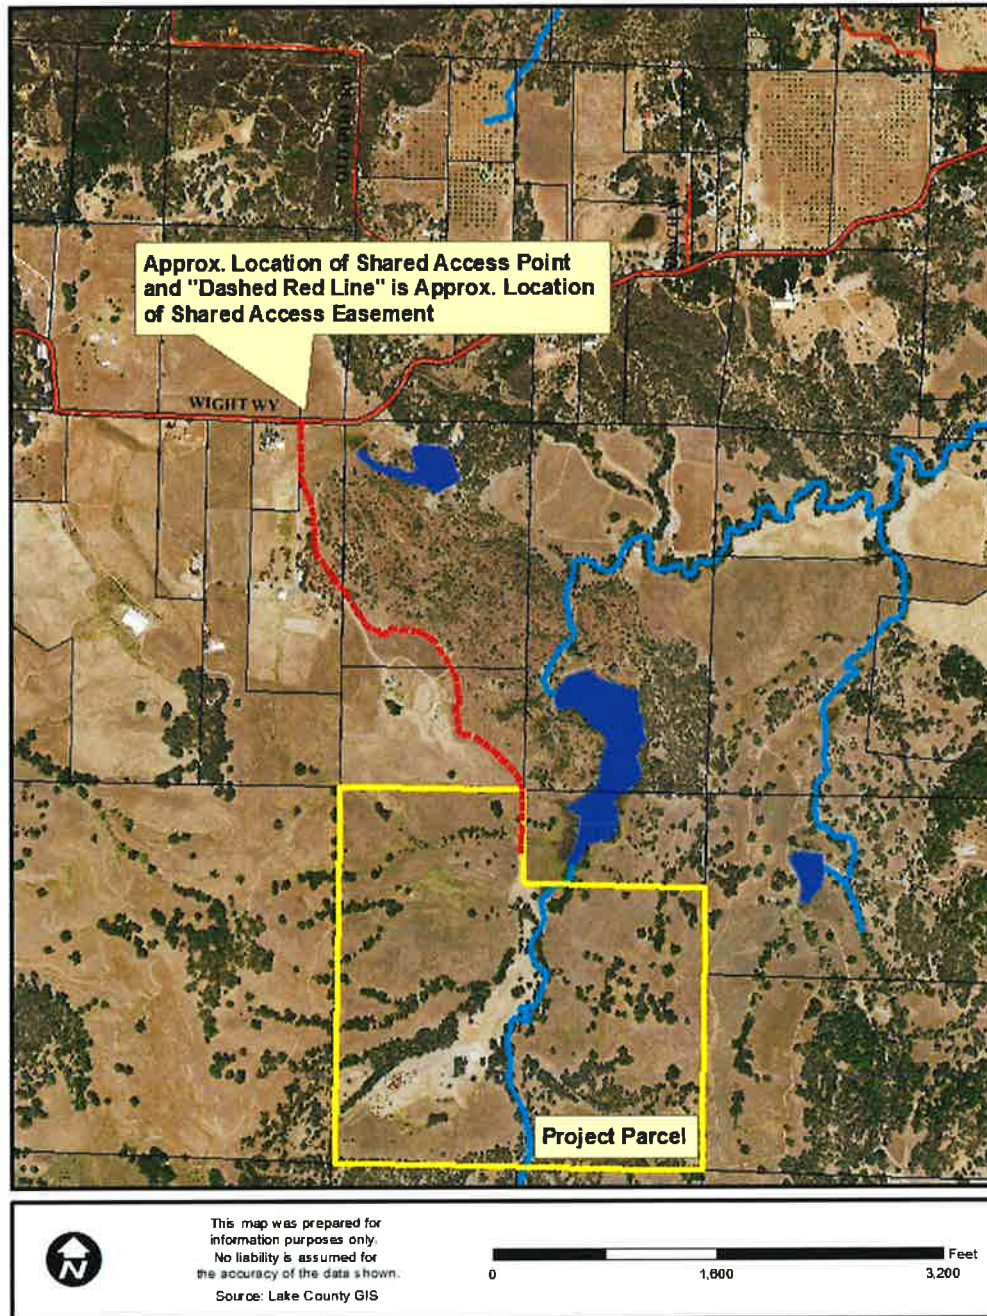 Approx. Location of Shared Access Point
and "Dashed Red Line" is Approx. Location
of Shared Access Easement
WIGHT WY
Project Parcel
N
This map was prepared for
information purposes only.
No liability is assumed for
the accuracy of the data shown.
Source: Lake County GIS
Feet
0
1,600
3,200